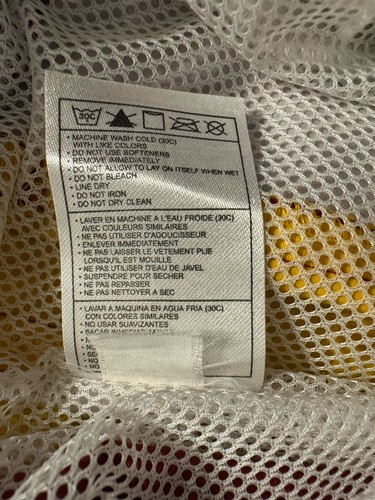 30C
• MACHINE WASH COLD (30C)
WITH LIKE COLORS
• DO NOT USE SOFTENERS
• REMOVE IMMEDIATELY
• DO NOT ALLOW TO LAY ON ITSELF WHEN WET
• DO NOT BLEACH
• LINE DRY
• DO NOT IRON
• DO NOT DRY CLEAN
• LAVER EN MACHINE A L'EAU FROIDE (30C)
AVEC COULEURS SIMILAIRES
• NE PAS UTILISER D'ADOUCISSEUR
• ENLEVER IMMEDIATEMENT
• NE PAS LAISSER LE VETEMENT PLIE
LORSQU'IL EST MOUILLE
• NE PAS UTILISER D'EAU DE JAVEL
• SUSPENDRE POUR SECHER
• NE PAS REPASSER
• NE PAS NETTOYER A SEC
• LAVAR A MAQUINA EN AGUA FRIA (30C)
CON COLORES SIMILARES
• NO USAR SUAVIZANTES
• SACAR
• NO